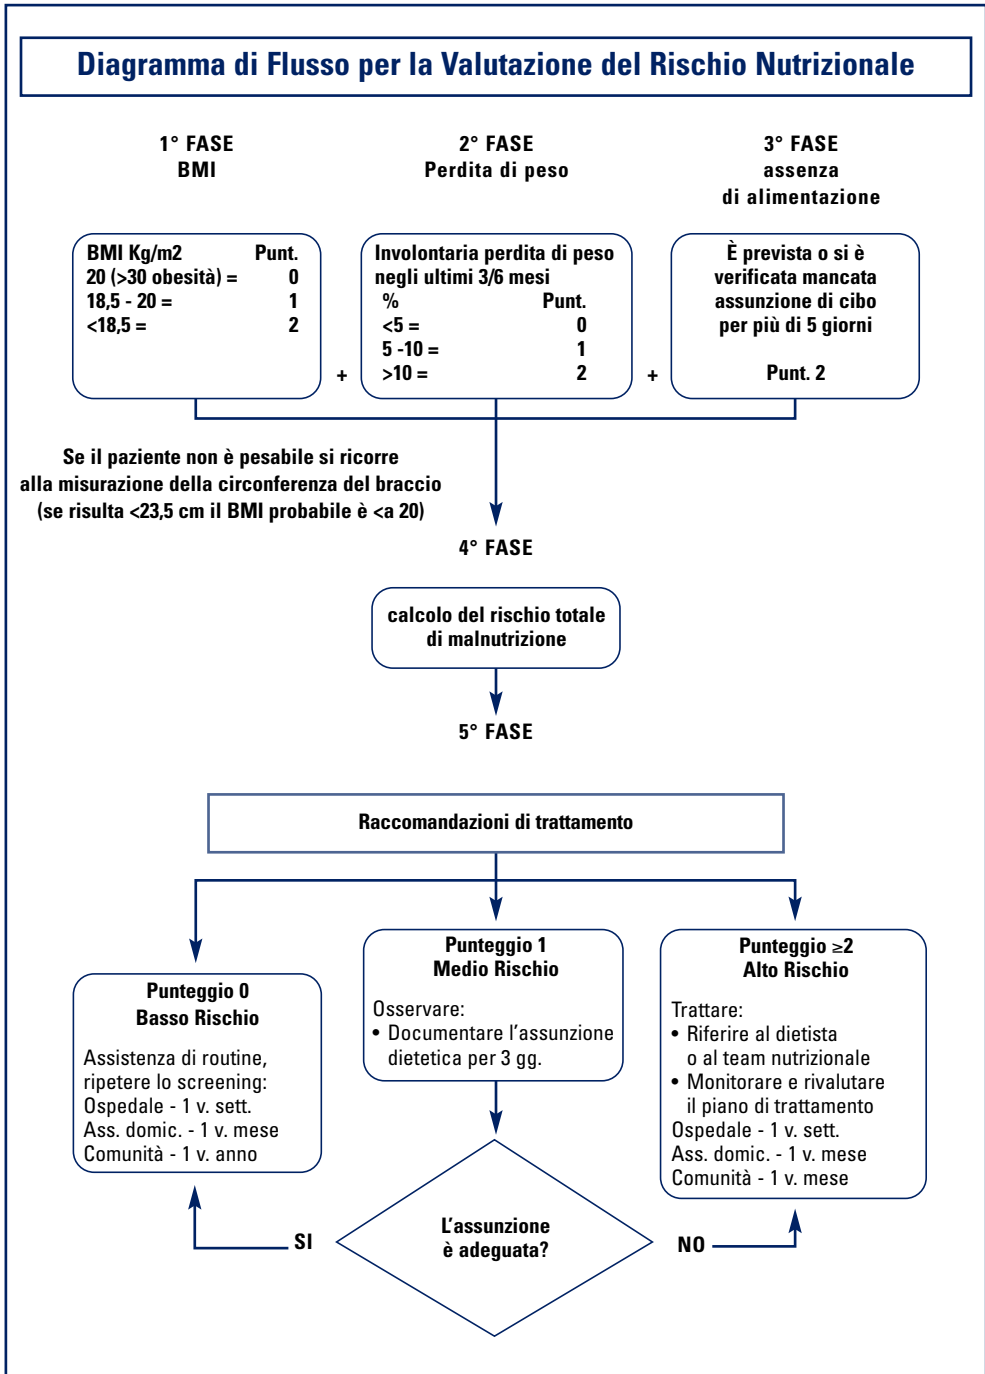 Diagramma di Flusso per la Valutazione del Rischio Nutrizionale
1° FASE
BMI
2° FASE
Perdita di peso
3° FASE
assenza
di alimentazione
BMI Kg/m2 Punt.
20 (>30 obesità) = 0
18,5 - 20 = 1
<18,5 = 2
+
Involontaria perdita di peso
negli ultimi 3/6 mesi
% Punt.
<5 = 0
5 -10 = 1
>10 = 2
+
È prevista o si è
verificata mancata
assunzione di cibo
per più di 5 giorni
Punt. 2
Se il paziente non è pesabile si ricorre
alla misurazione della circonferenza del braccio
(se risulta <23,5 cm il BMI probabile è <a 20)
4° FASE
calcolo del rischio totale
di malnutrizione
5° FASE
Raccomandazioni di trattamento
Punteggio 0
Basso Rischio
Assistenza di routine,
ripetere lo screening:
Ospedale - 1 v. sett.
Ass. domic. - 1 v. mese
Comunità - 1 v. anno
Punteggio 1
Medio Rischio
Osservare:
• Documentare l'assunzione
dietetica per 3 gg.
Punteggio ≥2
Alto Rischio
Trattare:
• Riferire al dietista
o al team nutrizionale
• Monitorare e rivalutare
il piano di trattamento
Ospedale - 1 v. sett.
Ass. domic. - 1 v. mese
Comunità - 1 v. mese
SI
L'assunzione
è adeguata?
NO